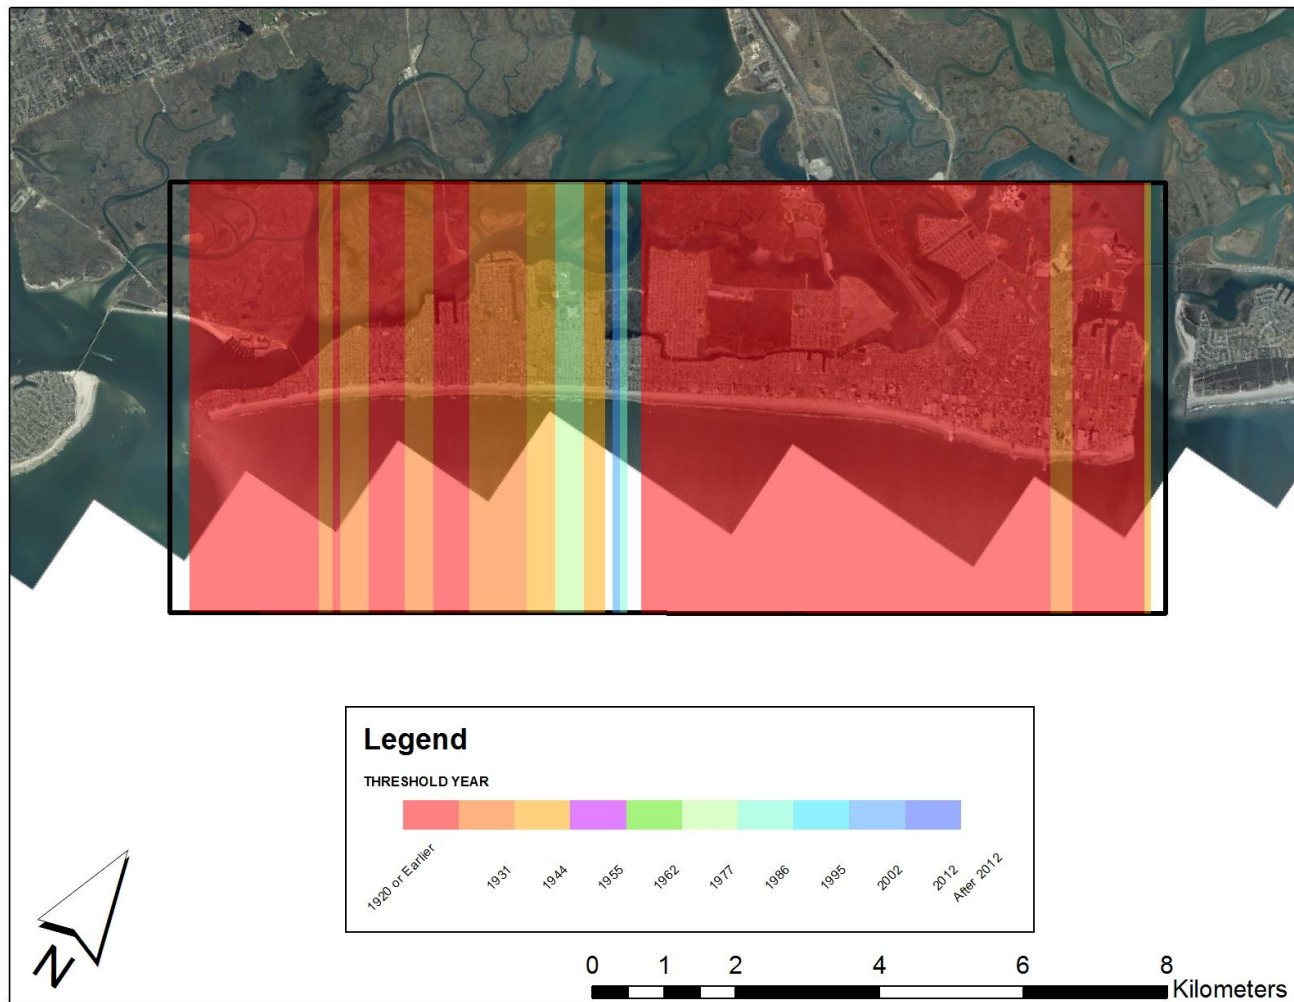 Legend
THRESHOLD YEAR
1920 or Earlier
1931
1944
1955
1962
1977
1986
1995
2002
2012
After 2012
N
0 1 2 4 6 8
Kilometers